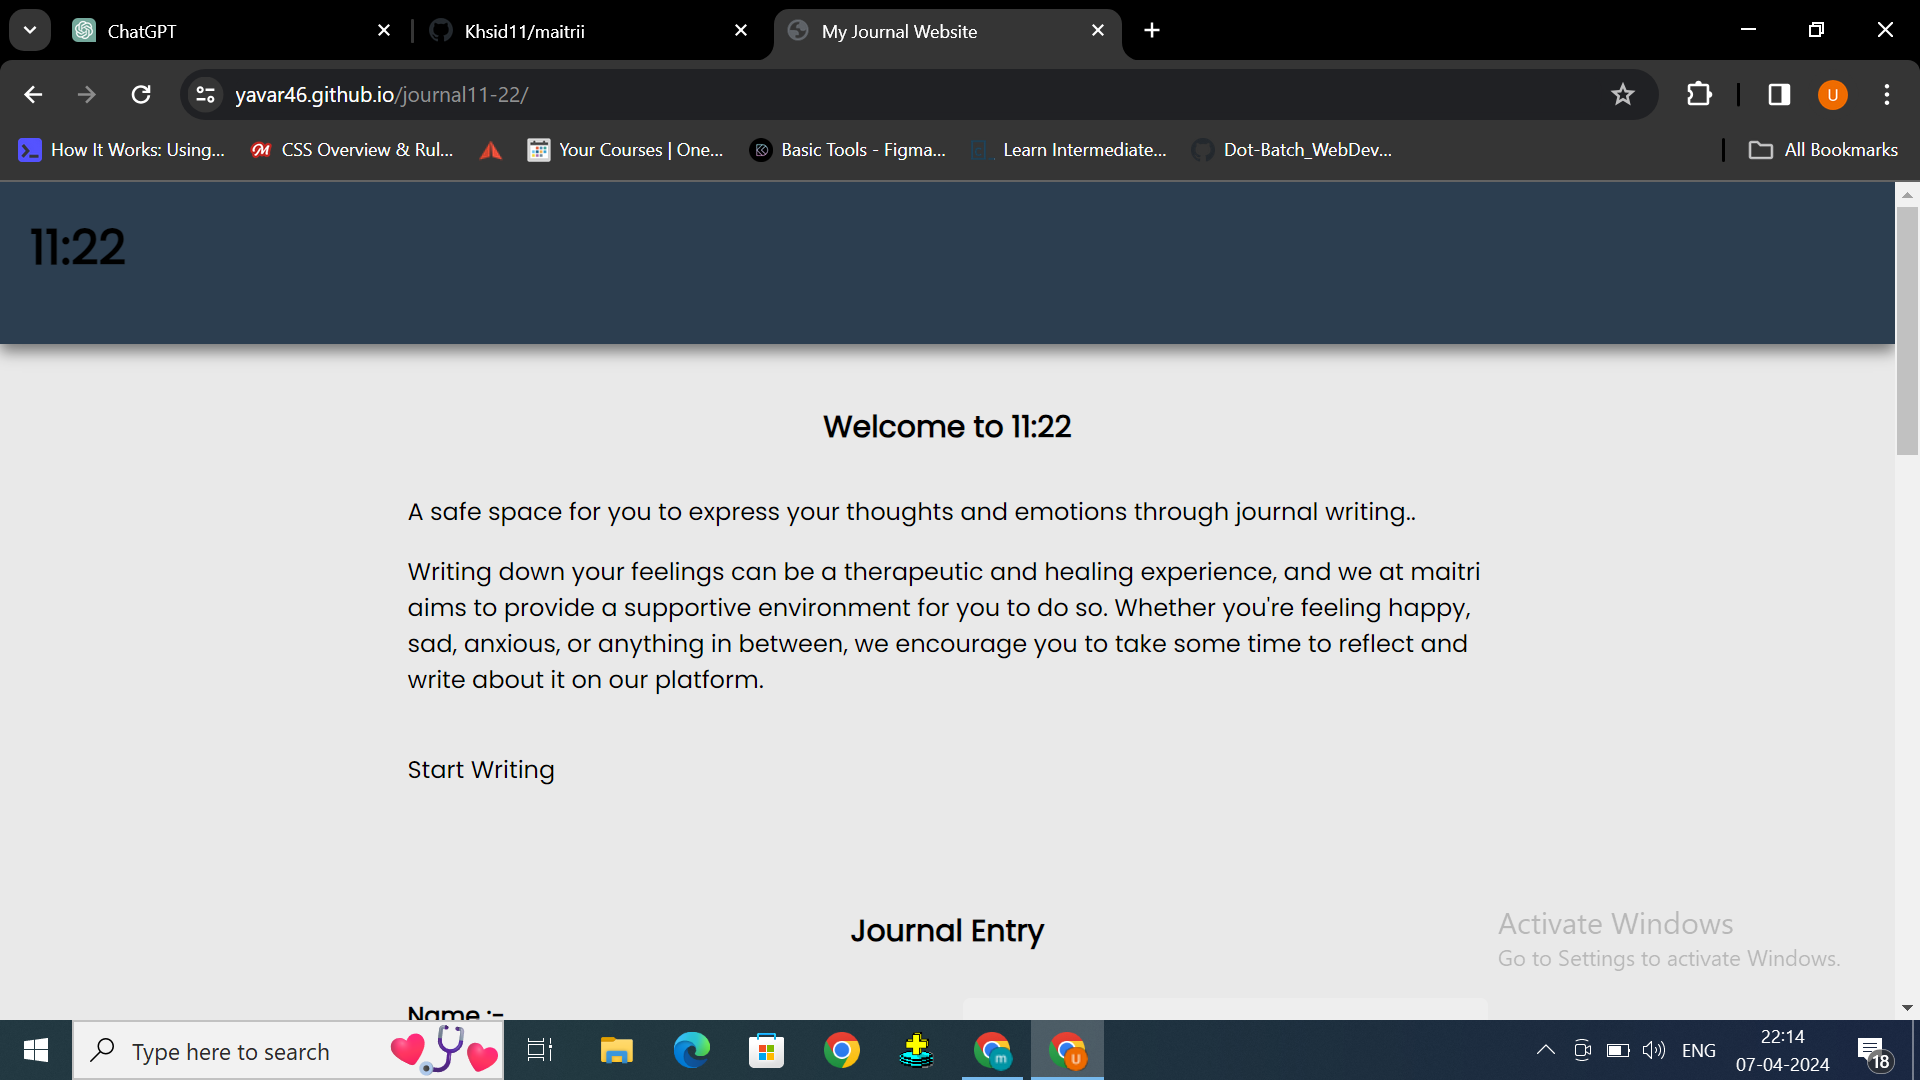 ChatGPT
Khsid11/maitrii
My Journal Website
yavar46.github.io/journal11-22/
U
How It Works: Using...
CSS Overview & Rul...
Your Courses | One...
Basic Tools - Figma...
Learn Intermediate...
Dot-Batch_WebDev...
All Bookmarks
11:22
Welcome to 11:22
A safe space for you to express your thoughts and emotions through journal writing..
Writing down your feelings can be a therapeutic and healing experience, and we at maitri
aims to provide a supportive environment for you to do so. Whether you're feeling happy,
sad, anxious, or anything in between, we encourage you to take some time to reflect and
write about it on our platform.
Start Writing
Journal Entry
Activate Windows
Go to Settings to activate Windows.
Name :-
Type here to search
m
U
ENG
22:14
07-04-2024
18